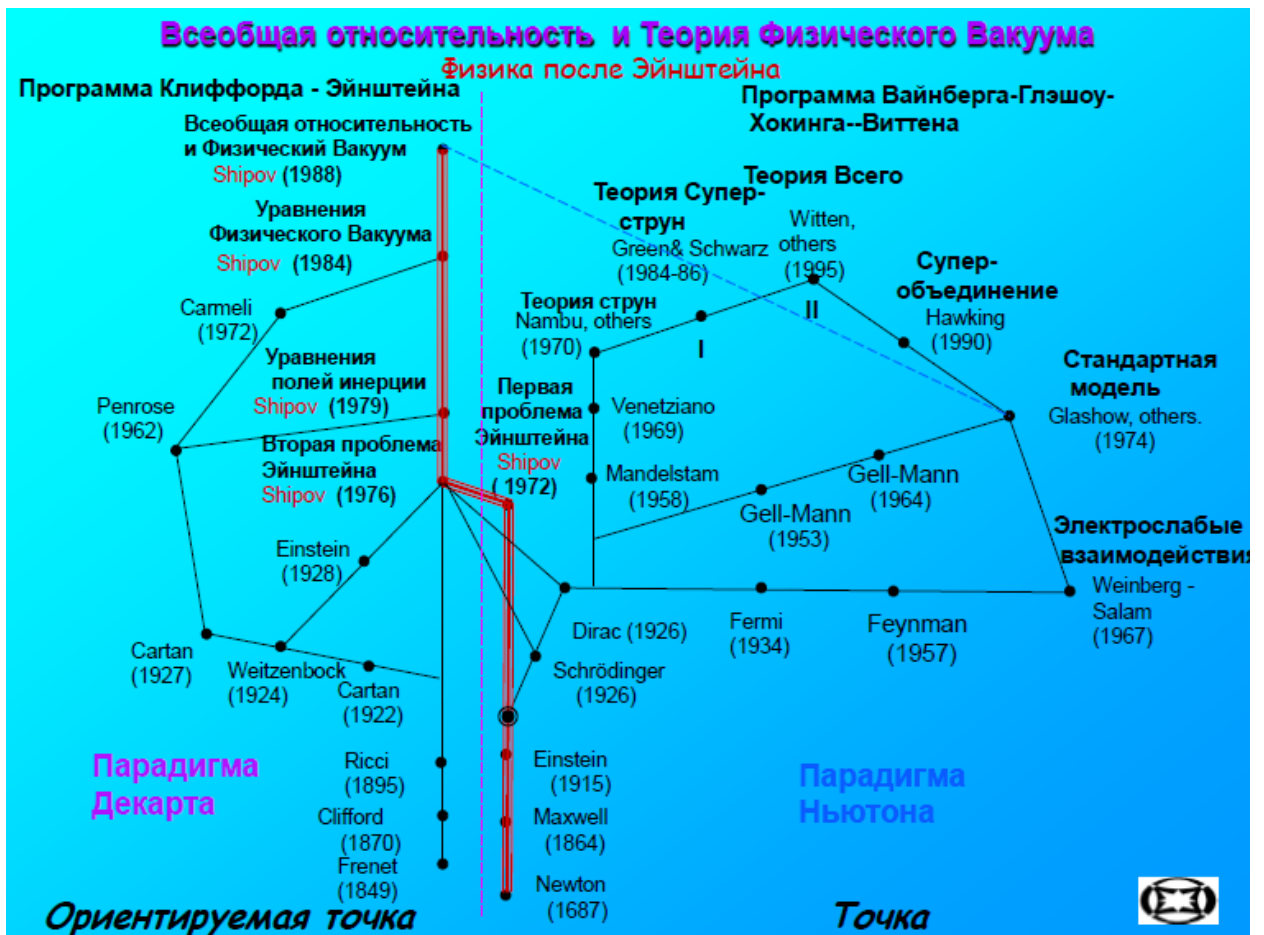 Всеобщая относительность и Теория Физического Вакуума
Физика после Эйнштейна
Программа Клиффорда - Эйнштейна
Программа Вайнберга-Глэшоу-
Хокинга--Виттена
Всеобщая относительность
и Физический Вакуум
Shipov (1988)
Уравнения
Физического Вакуума
Shipov (1984)
Carmeli
(1972)
Уравнения
полей инерции
Shipov (1979)
Penrose
(1962)
Вторая проблема
Эйнштейна
Shipov (1976)
Einstein
(1928)
Cartan
(1927)
Weitzenbock
(1924)
Cartan
(1922)
Ricci
(1895)
Clifford
(1870)
Frenet
(1849)
Парадигма
Декарта
Ориентируемая точка
Теория Всего
Witten,
others
(1995)
II
Теория Супер-
струн
Green& Schwarz
(1984-86)
I
Теория струн
Nambu, others
(1970)
Супер-
объединение
Hawking
(1990)
Стандартная
модель
Glashow, others.
(1974)
Первая
проблема
Эйнштейна
Shipov
( 1972)
Venetziano
(1969)
Mandelstam
(1958)
Gell-Mann
(1964)
Gell-Mann
(1953)
Электрослабые
взаимодействия
Weinberg -
Salam
(1967)
Dirac (1926)
Fermi
(1934)
Feynman
(1957)
Schrödinger
(1926)
Einstein
(1915)
Maxwell
(1864)
Newton
(1687)
Парадигма
Ньютона
Точка